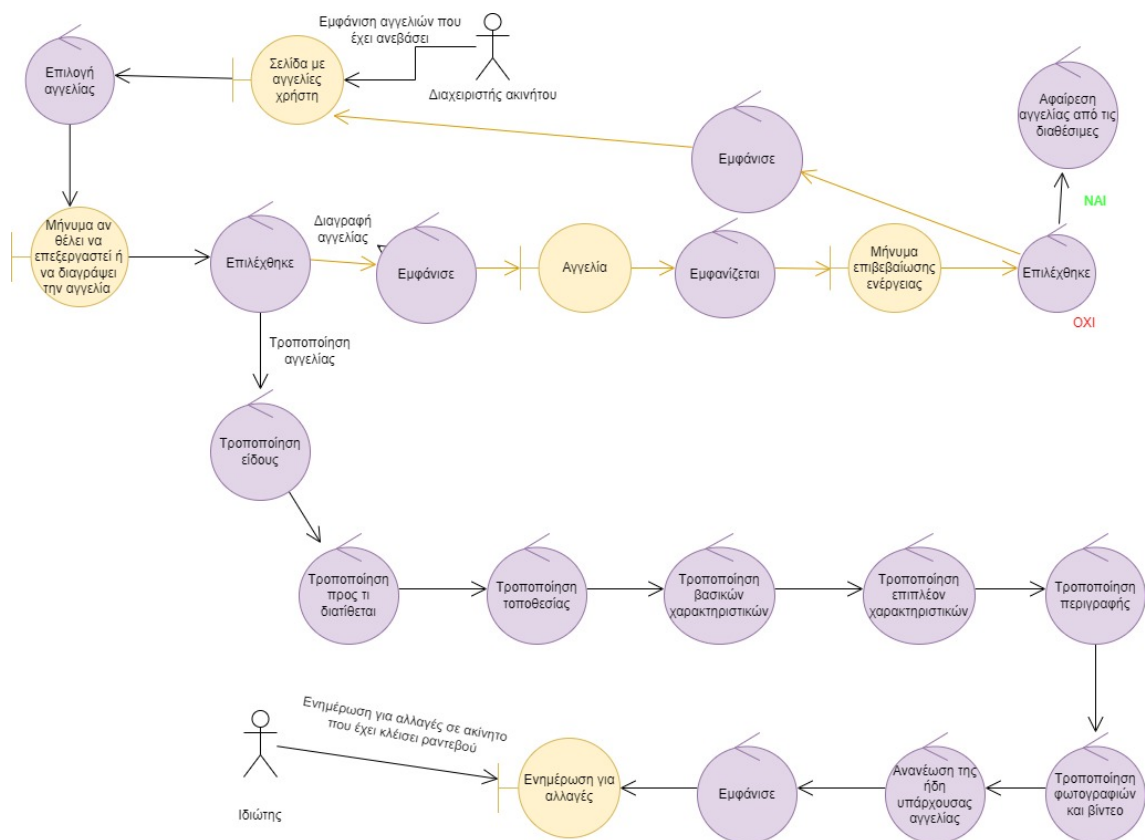 Εμφάνιση αγγελιών που
έχει ανεβάσει
Επιλογή
αγγελίας
Σελίδα με
αγγελίες
χρήστη
Διαχειριστής ακινήτου
Αφαίρεση
αγγελίας από τις
διαθέσιμες
Εμφάνισε
ΝΑΙ
Μήνυμα αν
θέλει να
επεξεργαστεί ή
να διαγράψει
την αγγελία
Επιλέχθηκε
Διαγραφή
αγγελίας
Εμφάνισε
Αγγελία
Εμφανίζεται
Μήνυμα
επιβεβαίωσης
ενέργειας
Επιλέχθηκε
ΟΧΙ
Τροποποίηση
αγγελίας
Τροποποίηση
είδους
Τροποποίηση
προς τι
διατίθεται
Τροποποίηση
τοποθεσίας
Τροποποίηση
βασικών
χαρακτηριστικών
Τροποποίηση
επιπλέον
χαρακτηριστικών
Τροποποίηση
περιγραφής
Ενημέρωση για αλλαγές σε ακίνητο
που έχει κλείσει ραντεβού
Ιδιώτης
Ενημέρωση για
αλλαγές
Εμφάνισε
Ανανέωση της
ήδη
υπάρχουσας
αγγελίας
Τροποποίηση
φωτογραφιών
και βίντεο